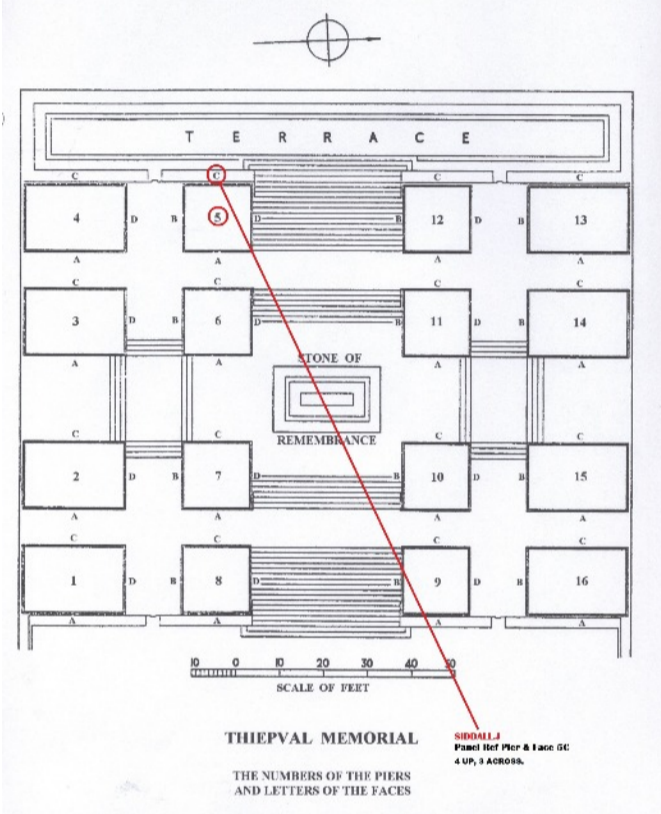 T E R R A C E
C C C C
4 D B 5 D B 12 D B 13
A A A A
C C C C
3 D B 6 D B 11 D B 14
A A A A
STONE OF
REMEMBRANCE
C C C C
2 D B 7 D B 10 D B 15
A A A A
C C C C
1 D B 8 D B 9 D B 16
A A A A
10 0 10 20 30 40 50
SCALE OF FEET
THIEPVAL MEMORIAL
THE NUMBERS OF THE PIERS
AND LETTERS OF THE FACES
SIDDALL.J
Panel Ref Pier & Face 5C
4 UP, 3 ACROSS.